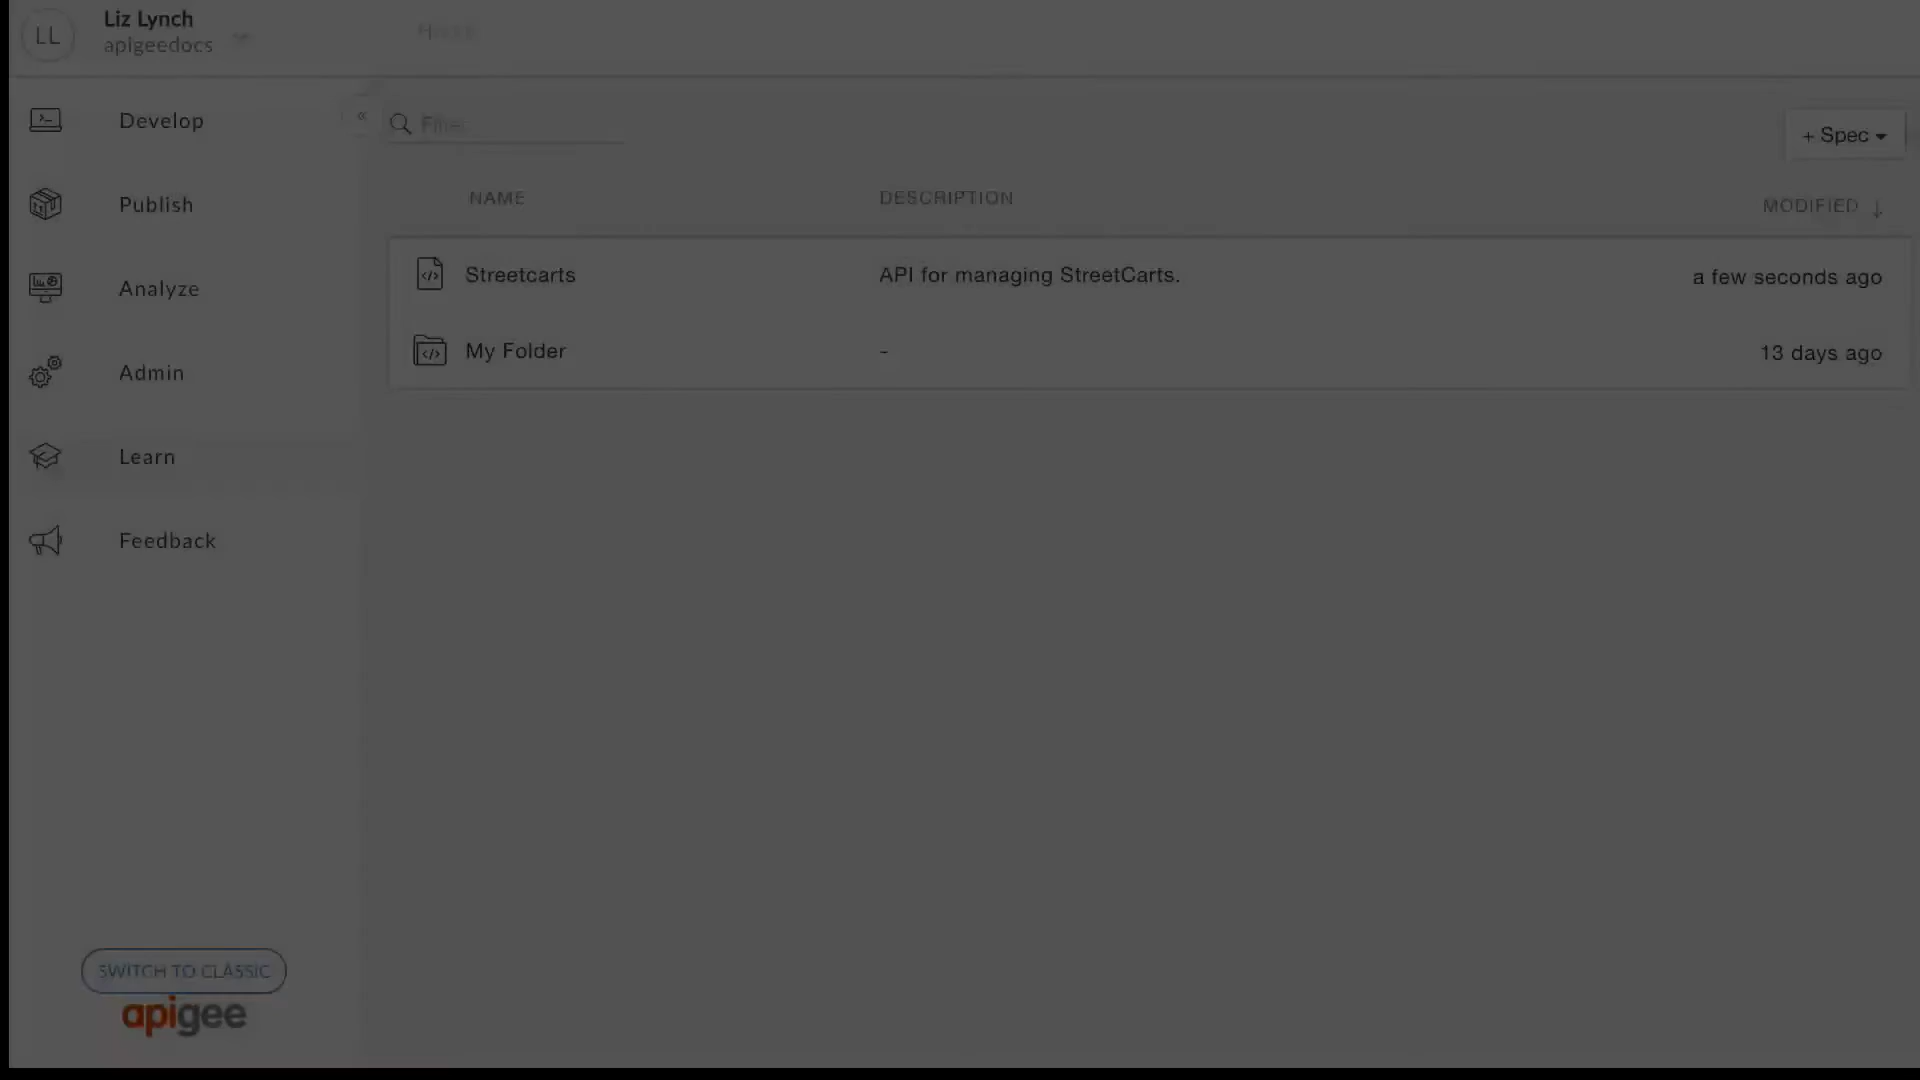 LL
Liz Lynch
apigeedocs
Develop
Publish
Analyze
Admin
Learn
Feedback
SWITCH TO CLASSIC
apigee
«
Filter
+ Spec
NAME DESCRIPTION MODIFIED ↓
Streetcarts API for managing StreetCarts. a few seconds ago
My Folder - 13 days ago